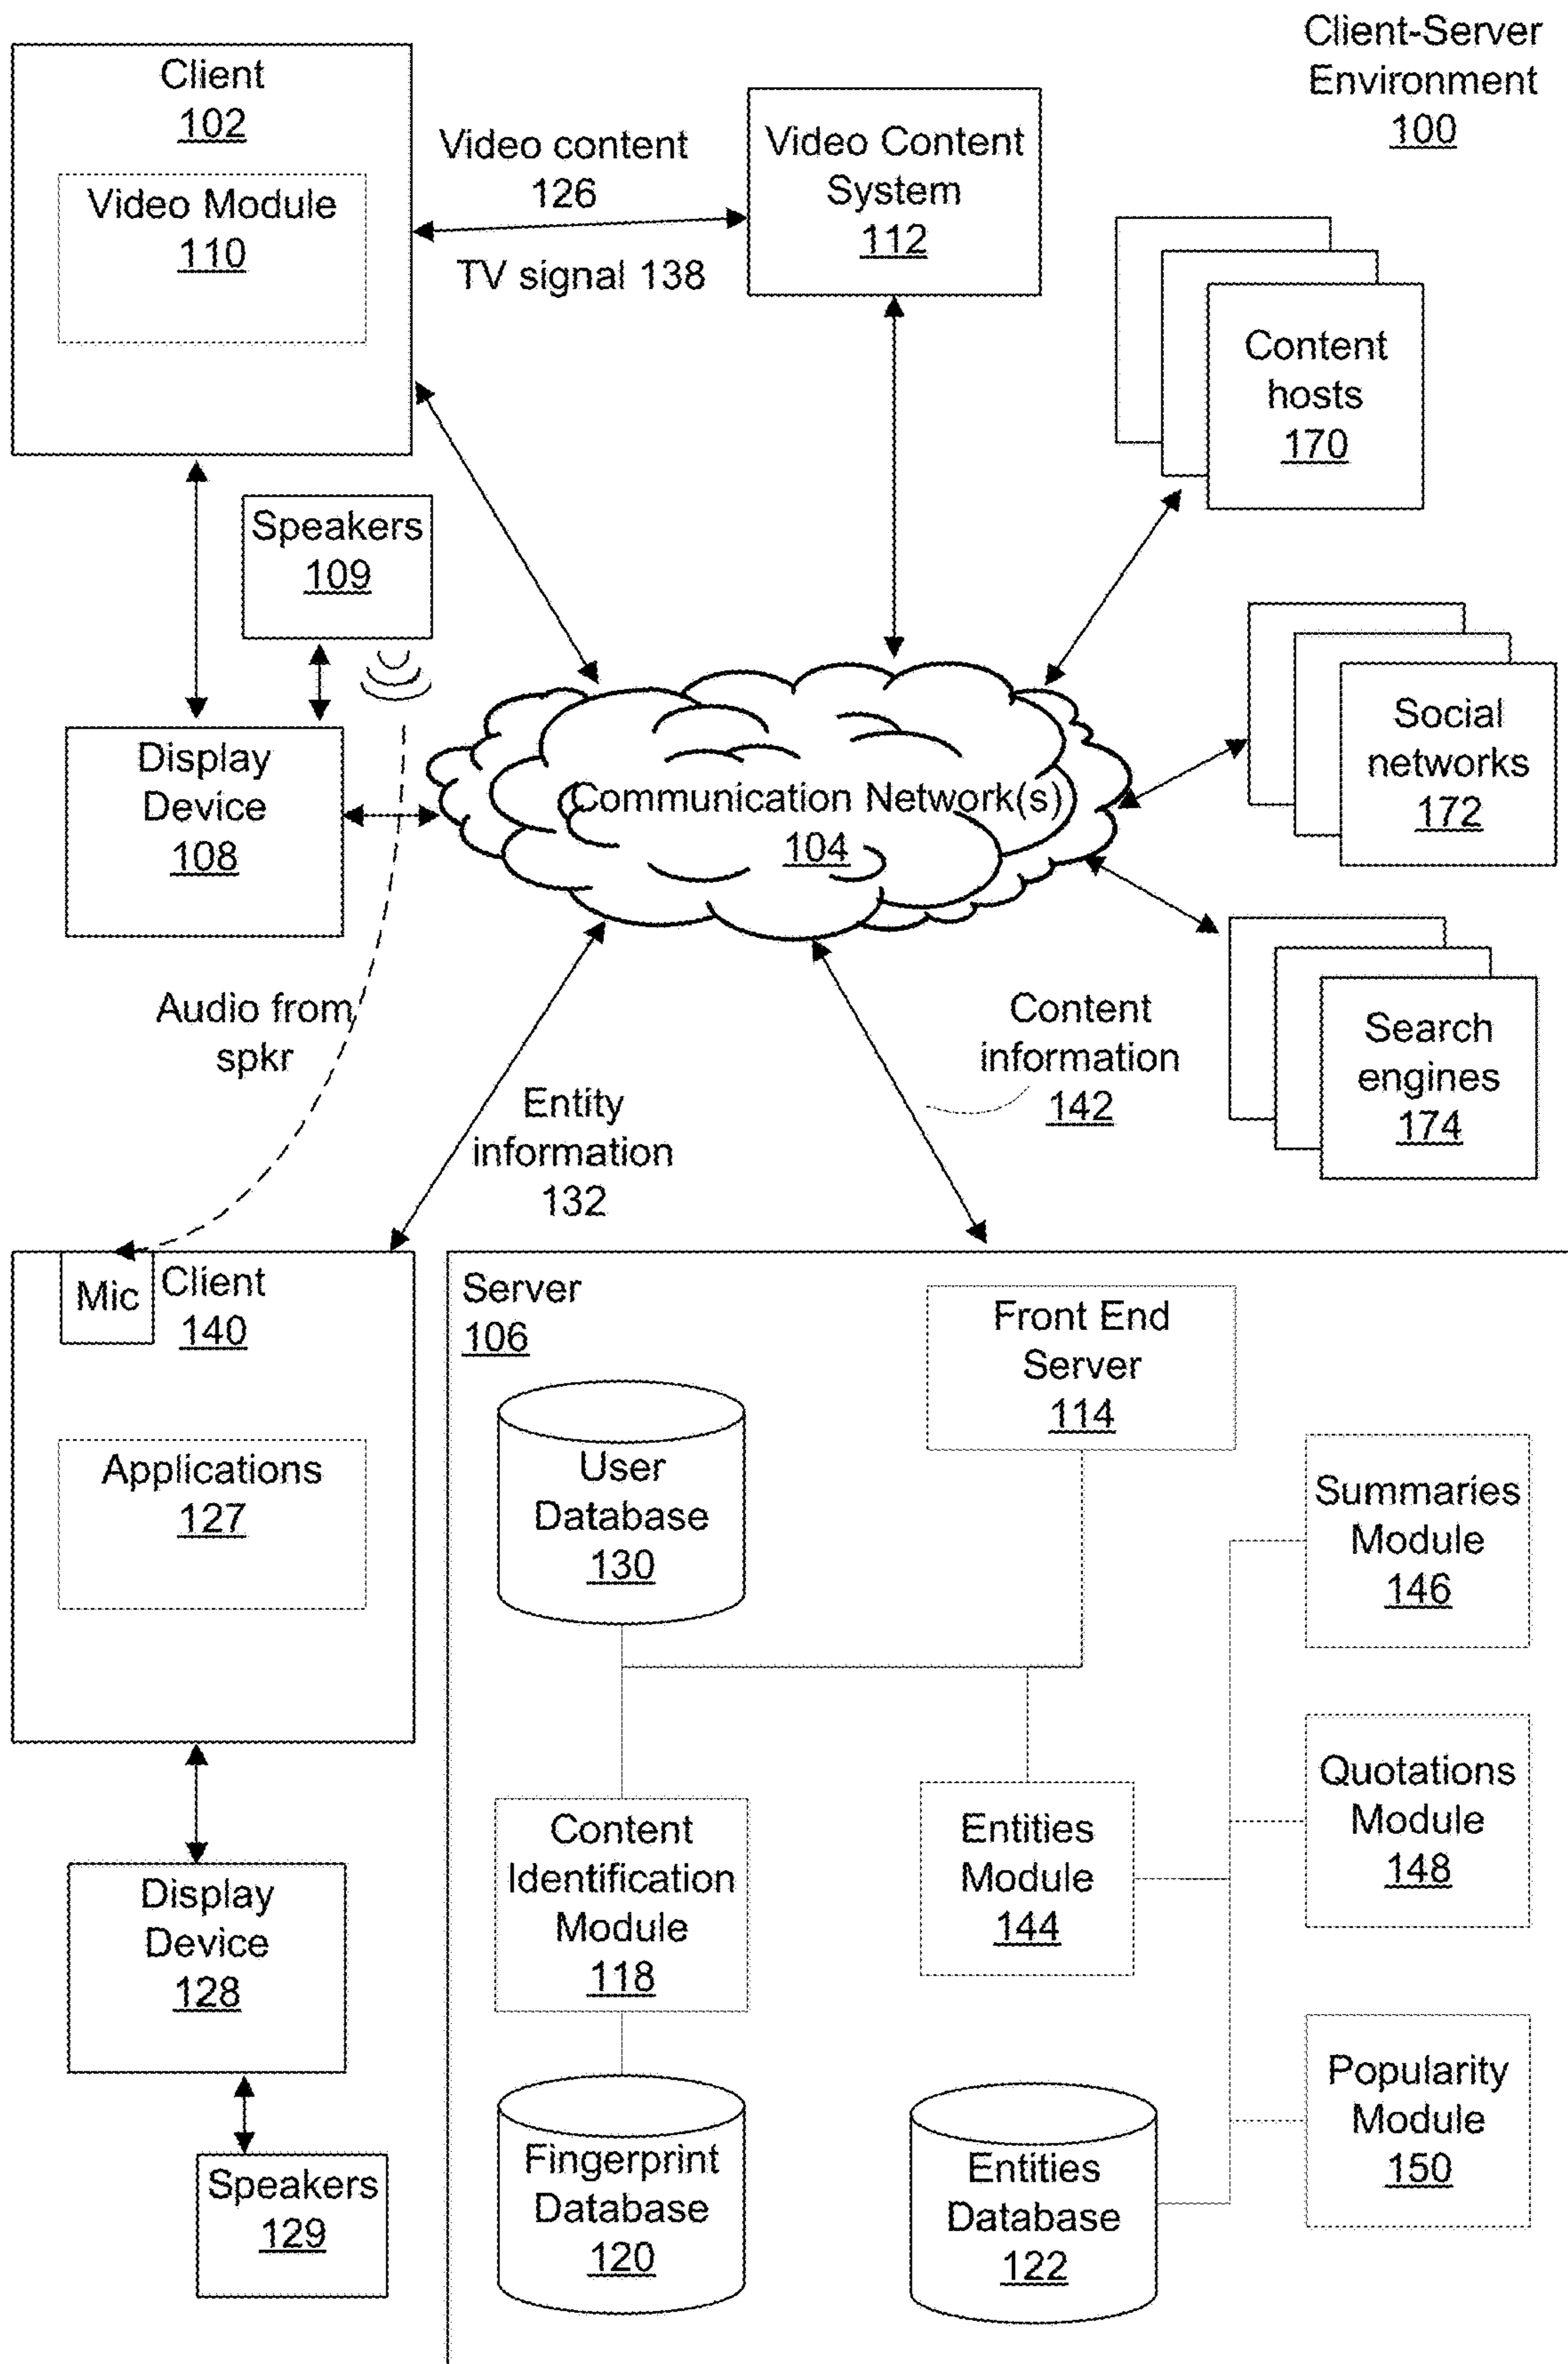 Client-Server
Environment
100
Client
102
Video Module
110
Video content
126
TV signal 138
Video Content
System
112
Content
hosts
170
Speakers
109
Social
networks
172
Display
Device
108
Communication Network(s)
104
Audio from
spkr
Content
information
142
Search
engines
174
Entity
information
132
Mic
Client
140
Applications
127
Server
106
Front End
Server
114
User
Database
130
Summaries
Module
146
Content
Identification
Module
118
Entities
Module
144
Quotations
Module
148
Display
Device
128
Popularity
Module
150
Speakers
129
Fingerprint
Database
120
Entities
Database
122